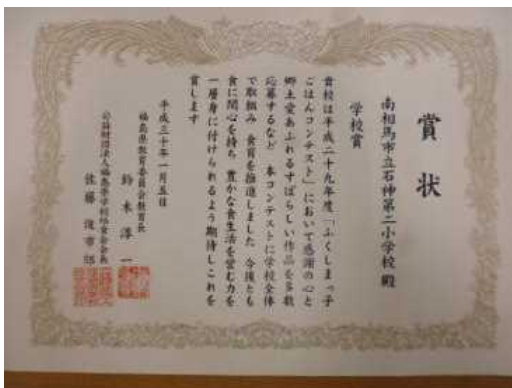 賞状
南相馬市立石神第二小学校殿
学校賞
貴校は平成二十九年度「ふくしまっ子
ごはんコンテスト」において感謝の心と
郷土愛あふれるすばらしい作品を多数
応募するなど 本コンテストに学校全体
で取組み 食育を推進しました 今後とも
食に関心を持ち 豊かな食生活を営む力を
一層身に付けられるよう期待しこれを
賞します
平成三十年一月五日
福島県教育委員会教育長
鈴木淳一
公益財団法人福島県学校給食会会長
佐藤俊市郎